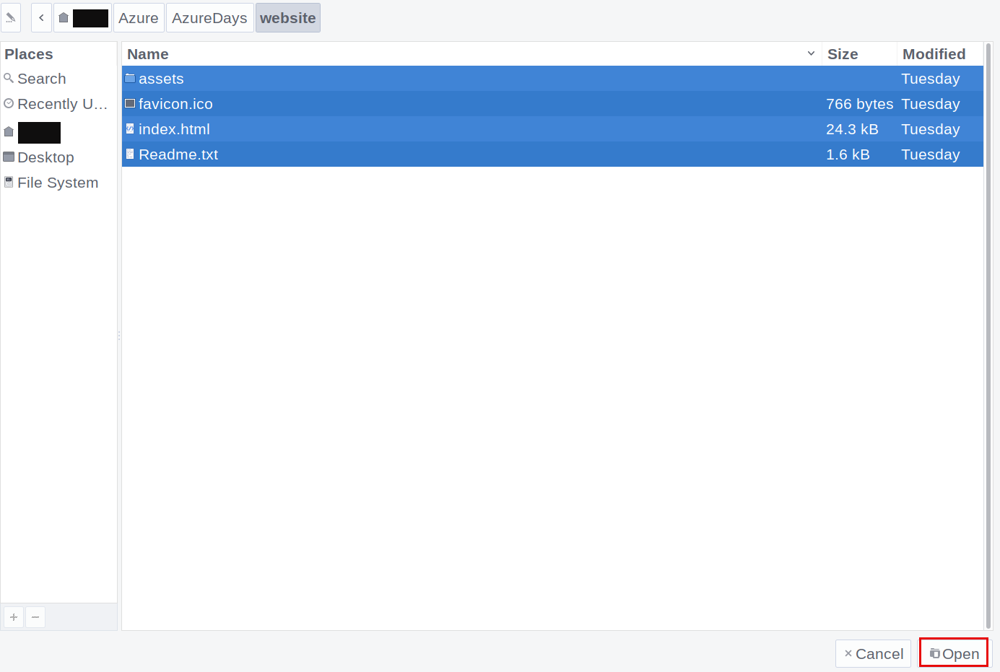 Azure AzureDays website
Places
Search
Recently U...
Desktop
File System
Name Size Modified
assets Tuesday
favicon.ico 766 bytes Tuesday
index.html 24.3 kB Tuesday
Readme.txt 1.6 kB Tuesday
Cancel Open